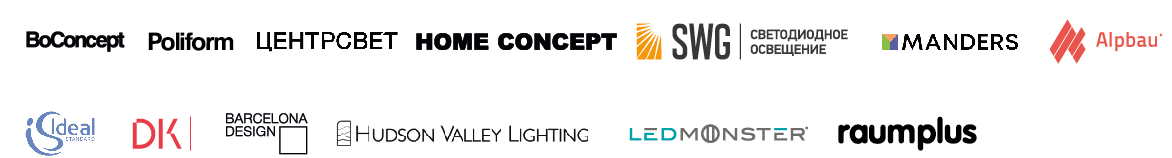 BoConcept Poliform ЦЕНТРСВЕТ HOME CONCEPT SWG СВЕТОДИОДНОЕ ОСВЕЩЕНИЕ MANDERS Alpbau
Ideal STANDARD DK BARCELONA DESIGN HUDSON VALLEY LIGHTING LEDMONSTER raumplus